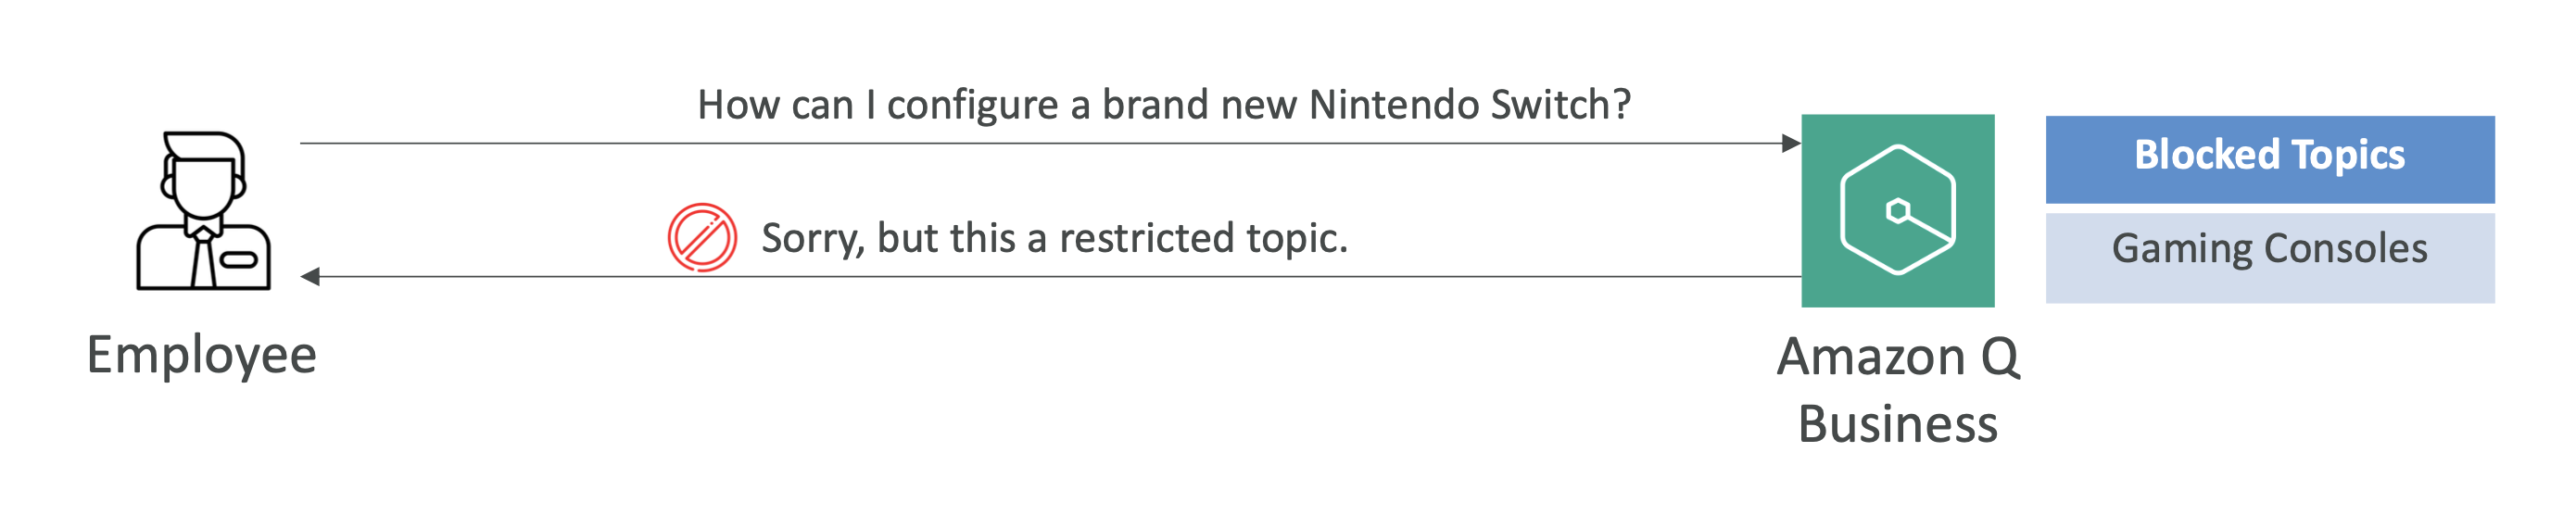 How can I configure a brand new Nintendo Switch?
Blocked Topics
Sorry, but this a restricted topic.
Gaming Consoles
Employee
Amazon Q
Business